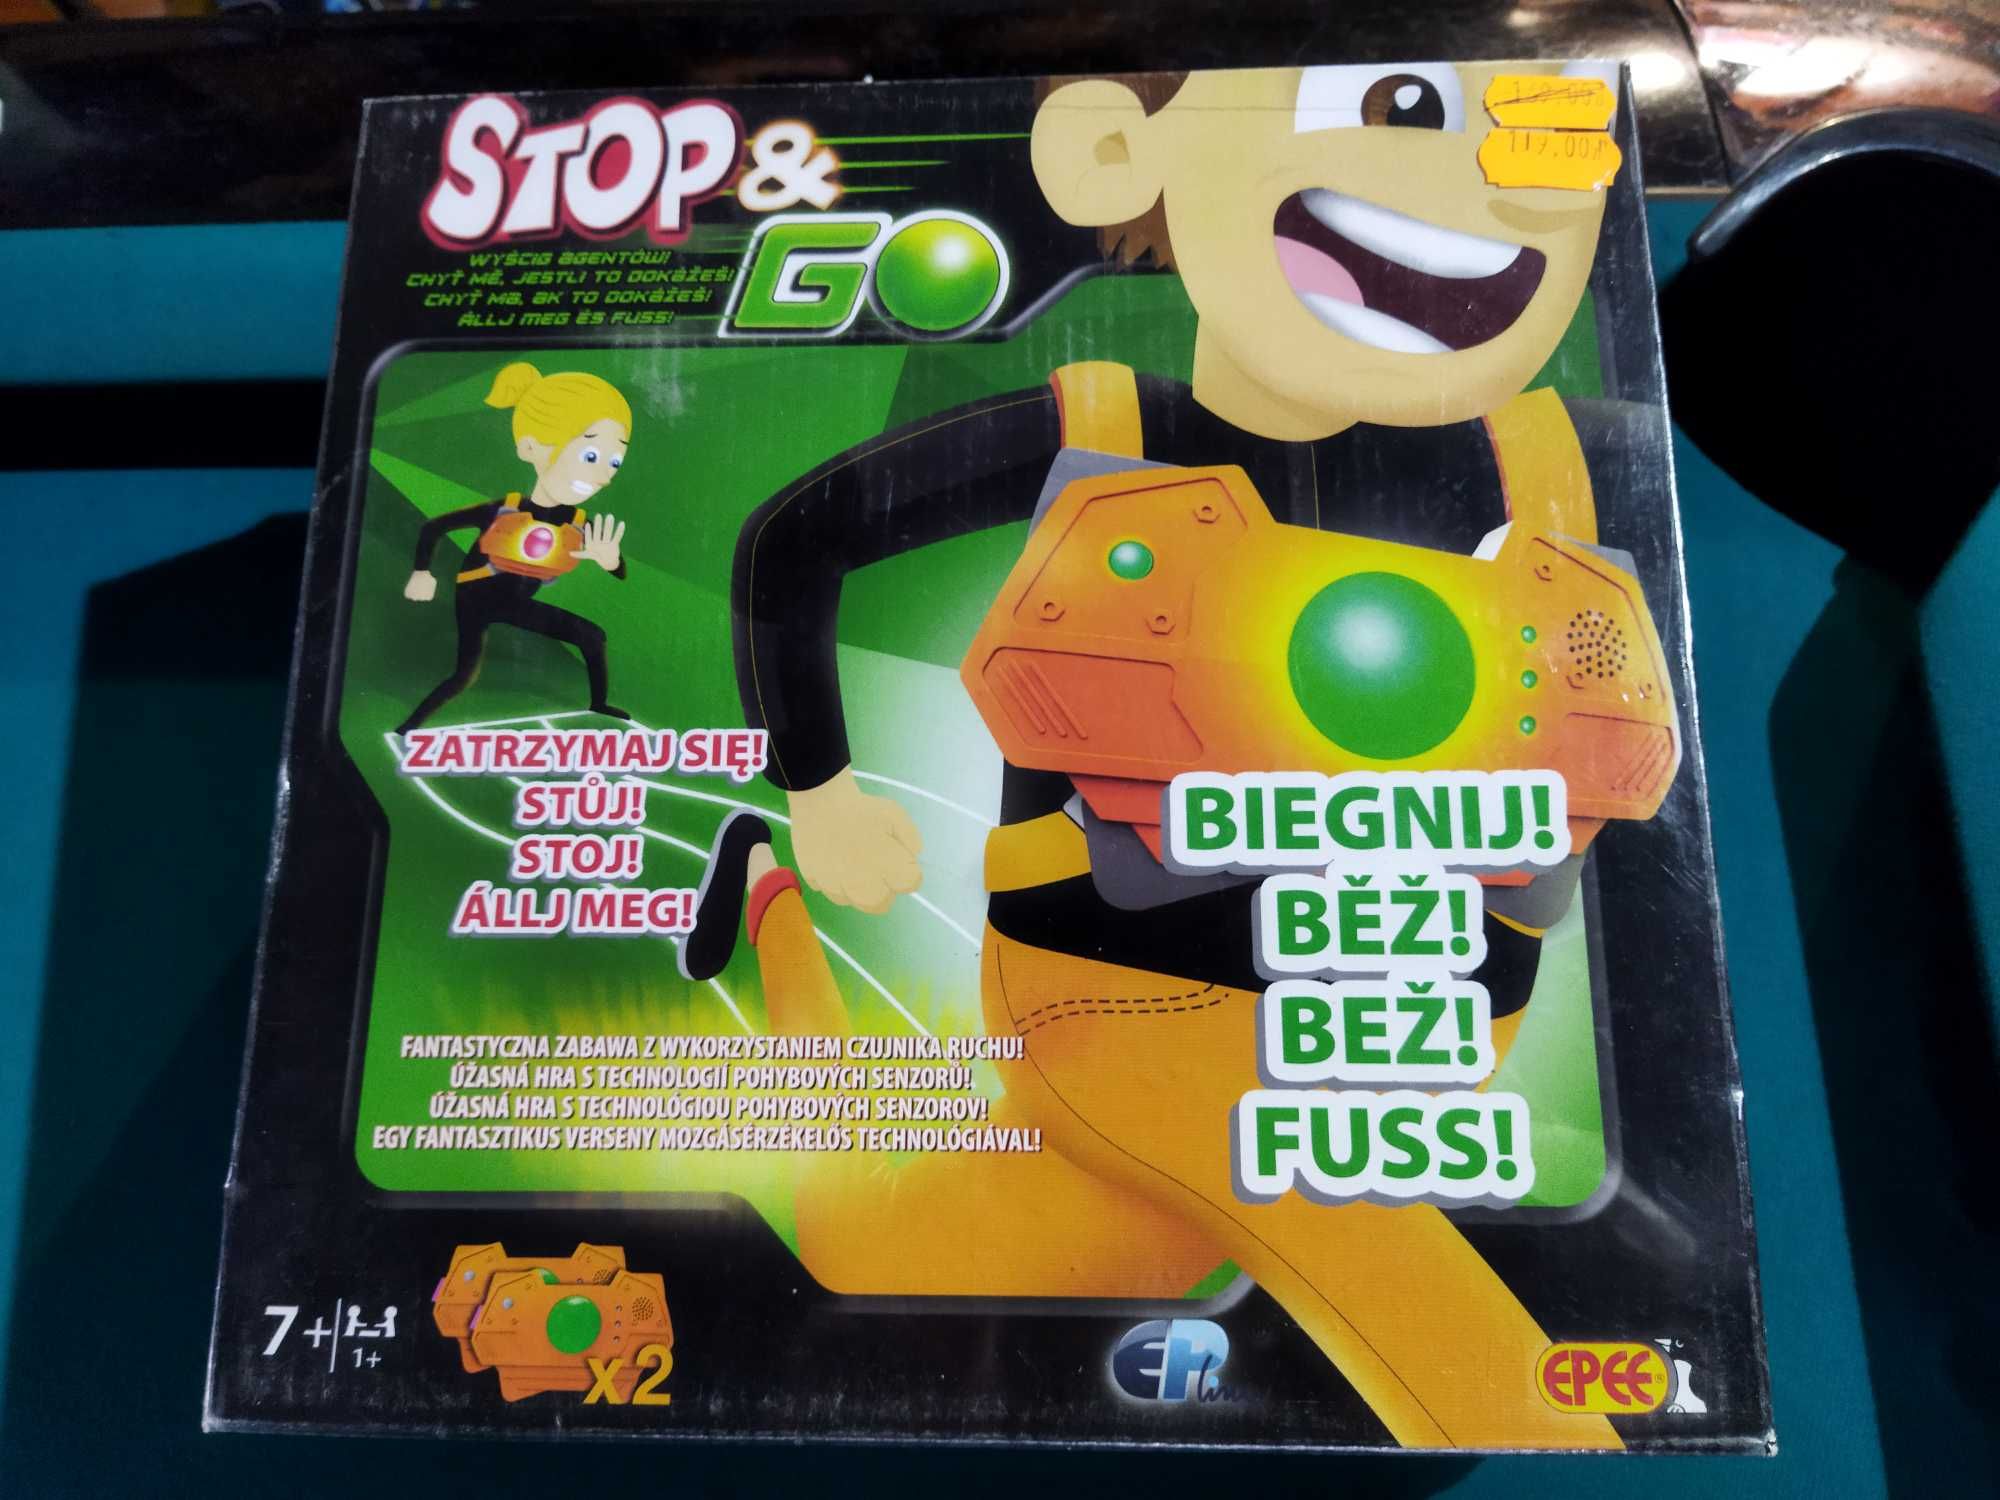 STOP &
GO
WYŚCIG AGENTÓW!
CHYŤ MĚ, JESTLI TO DOKÁŽEŠ!
CHYŤ MA, AK TO DOKÁŽEŠ!
ÁLLJ MEG ÉS FUSS!
119,00
ZATRZYMAJ SIĘ!
STŮJ!
STOJ!
ÁLLJ MEG!
BIEGNIJ!
BĚŽ!
BEŽ!
FUSS!
FANTASTYCZNA ZABAWA Z WYKORZYSTANIEM CZUJNIKA RUCHU!
ÚŽASNÁ HRA S TECHNOLOGIÍ POHYBOVÝCH SENZORŮ!
ÚŽASNÁ HRA S TECHNOLÓGIOU POHYBOVÝCH SENZOROV!
EGY FANTASZTIKUS VERSENY MOZGÁSÉRZÉKELŐS TECHNOLÓGIÁVAL!
7+
1+
x2
EP line
EPEE®